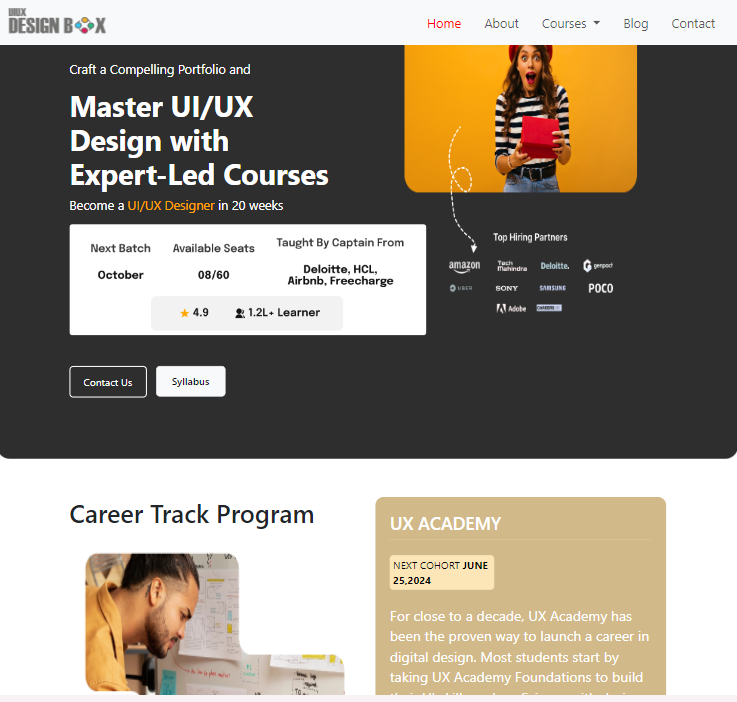 UIUX
DESIGN B X
Home About Courses Blog Contact
Craft a Compelling Portfolio and
Master UI/UX
Design with
Expert-Led Courses
Become a UI/UX Designer in 20 weeks
Next Batch Available Seats Taught By Captain From
October 08/60 Deloitte, HCL,
Airbnb, Freecharge
4.9 1.2L+ Learner
Contact Us Syllabus
Top Hiring Partners
amazon Tech Mahindra Deloitte. genpact
UBER SONY SAMSUNG POCO
Adobe
Career Track Program
UX ACADEMY
NEXT COHORT JUNE
25,2024
For close to a decade, UX Academy has
been the proven way to launch a career in
digital design. Most students start by
taking UX Academy Foundations to build